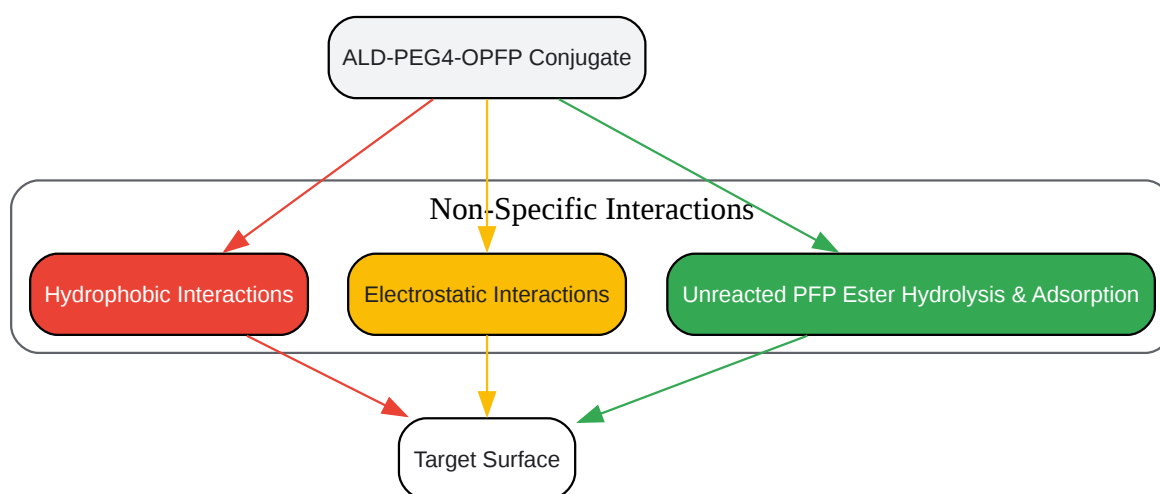 ALD-PEG4-OPFP Conjugate
Non-Specific Interactions
Hydrophobic Interactions
Electrostatic Interactions
Unreacted PFP Ester Hydrolysis & Adsorption
Target Surface